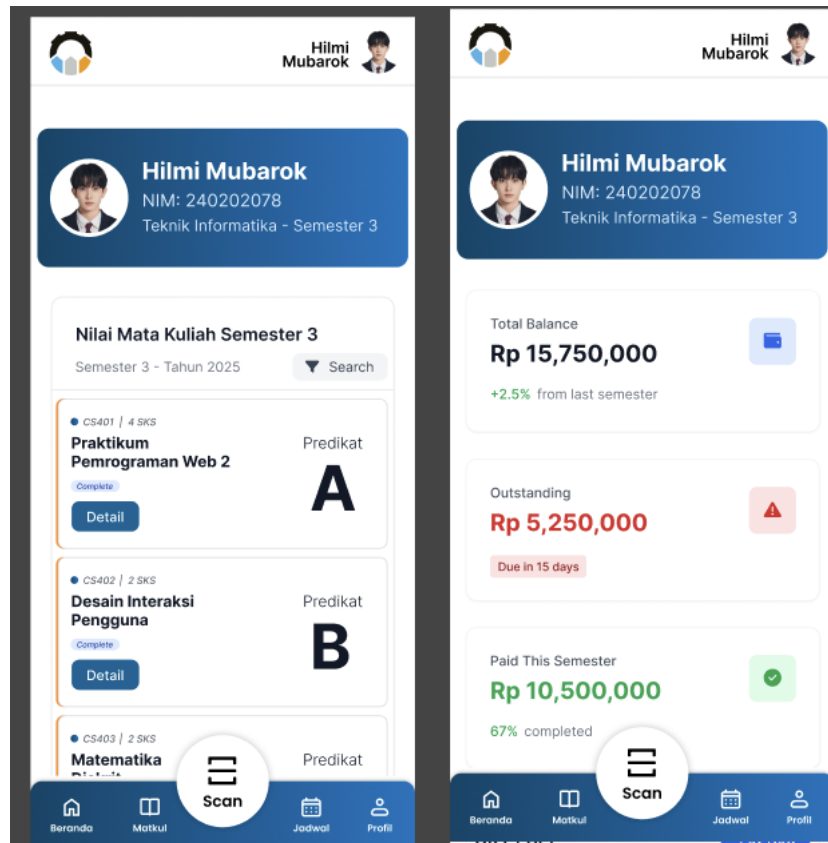 Hilmi
Mubarok
Hilmi Mubarok
NIM: 240202078
Teknik Informatika - Semester 3
Nilai Mata Kuliah Semester 3
Semester 3 - Tahun 2025
Search
CS401 | 4 SKS
Praktikum
Pemrograman Web 2
Complete
Detail
Predikat
A
CS402 | 2 SKS
Desain Interaksi
Pengguna
Complete
Detail
Predikat
B
CS403 | 2 SKS
Matematika
Predikat
Beranda
Matkul
Scan
Jadwal
Profil
Hilmi
Mubarok
Hilmi Mubarok
NIM: 240202078
Teknik Informatika - Semester 3
Total Balance
Rp 15,750,000
+2.5% from last semester
Outstanding
Rp 5,250,000
Due in 15 days
Paid This Semester
Rp 10,500,000
67% completed
Beranda
Matkul
Scan
Jadwal
Profil